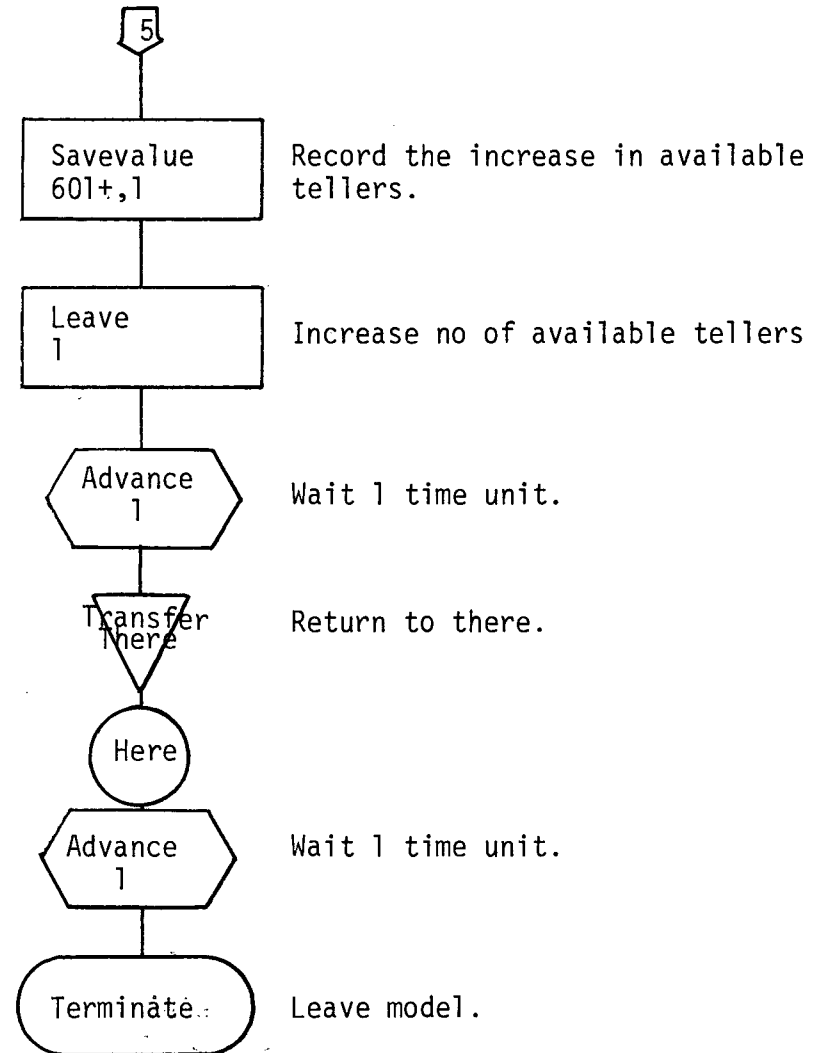 5
Savevalue
601+,1
Record the increase in available
tellers.
Leave
1
Increase no of available tellers
Advance
1
Wait 1 time unit.
Transfer
There
Return to there.
Here
Advance
1
Wait 1 time unit.
Terminate
Leave model.